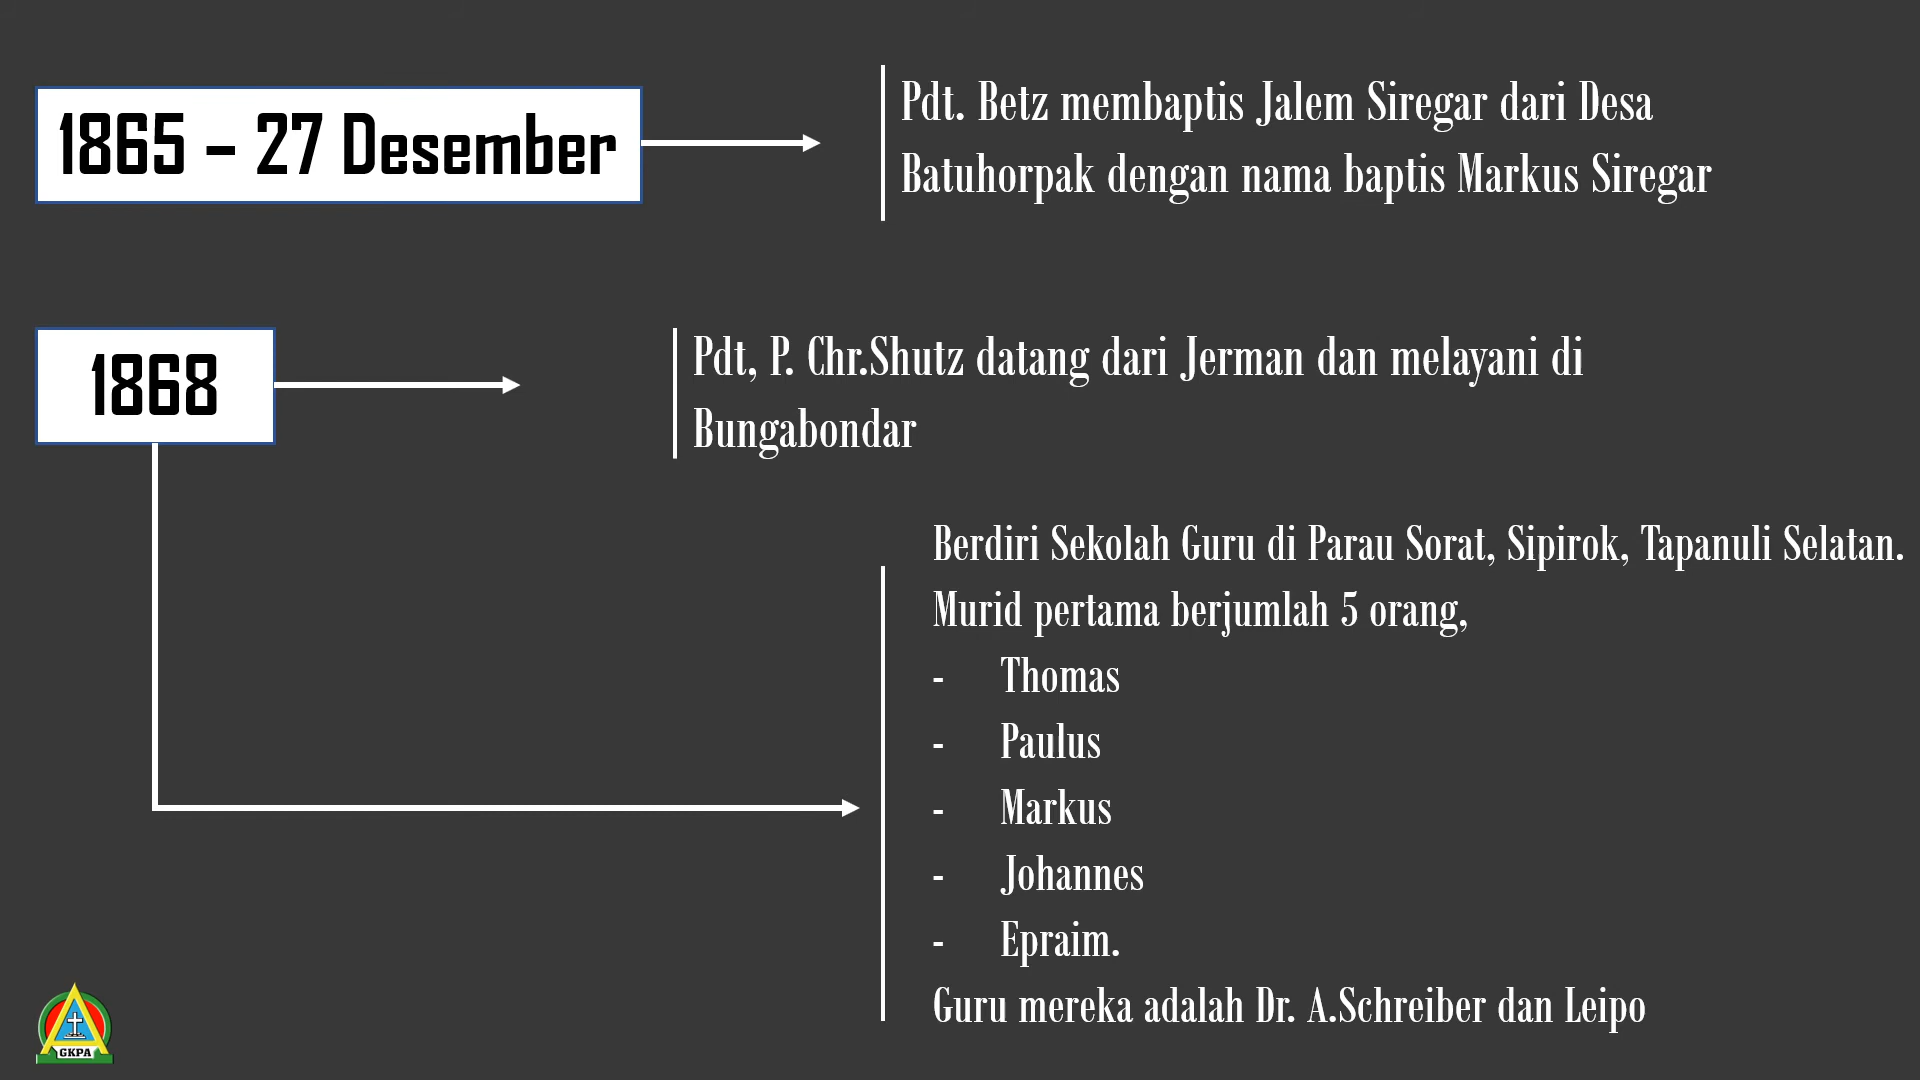 1865 – 27 Desember
Pdt. Betz membaptis Jalem Siregar dari Desa
Batuhorpak dengan nama baptis Markus Siregar
1868
Pdt, P. Chr.Shutz datang dari Jerman dan melayani di
Bungabondar
Berdiri Sekolah Guru di Parau Sorat, Sipirok, Tapanuli Selatan.
Murid pertama berjumlah 5 orang,
- Thomas
- Paulus
- Markus
- Johannes
- Epraim.
Guru mereka adalah Dr. A.Schreiber dan Leipo
GKPA